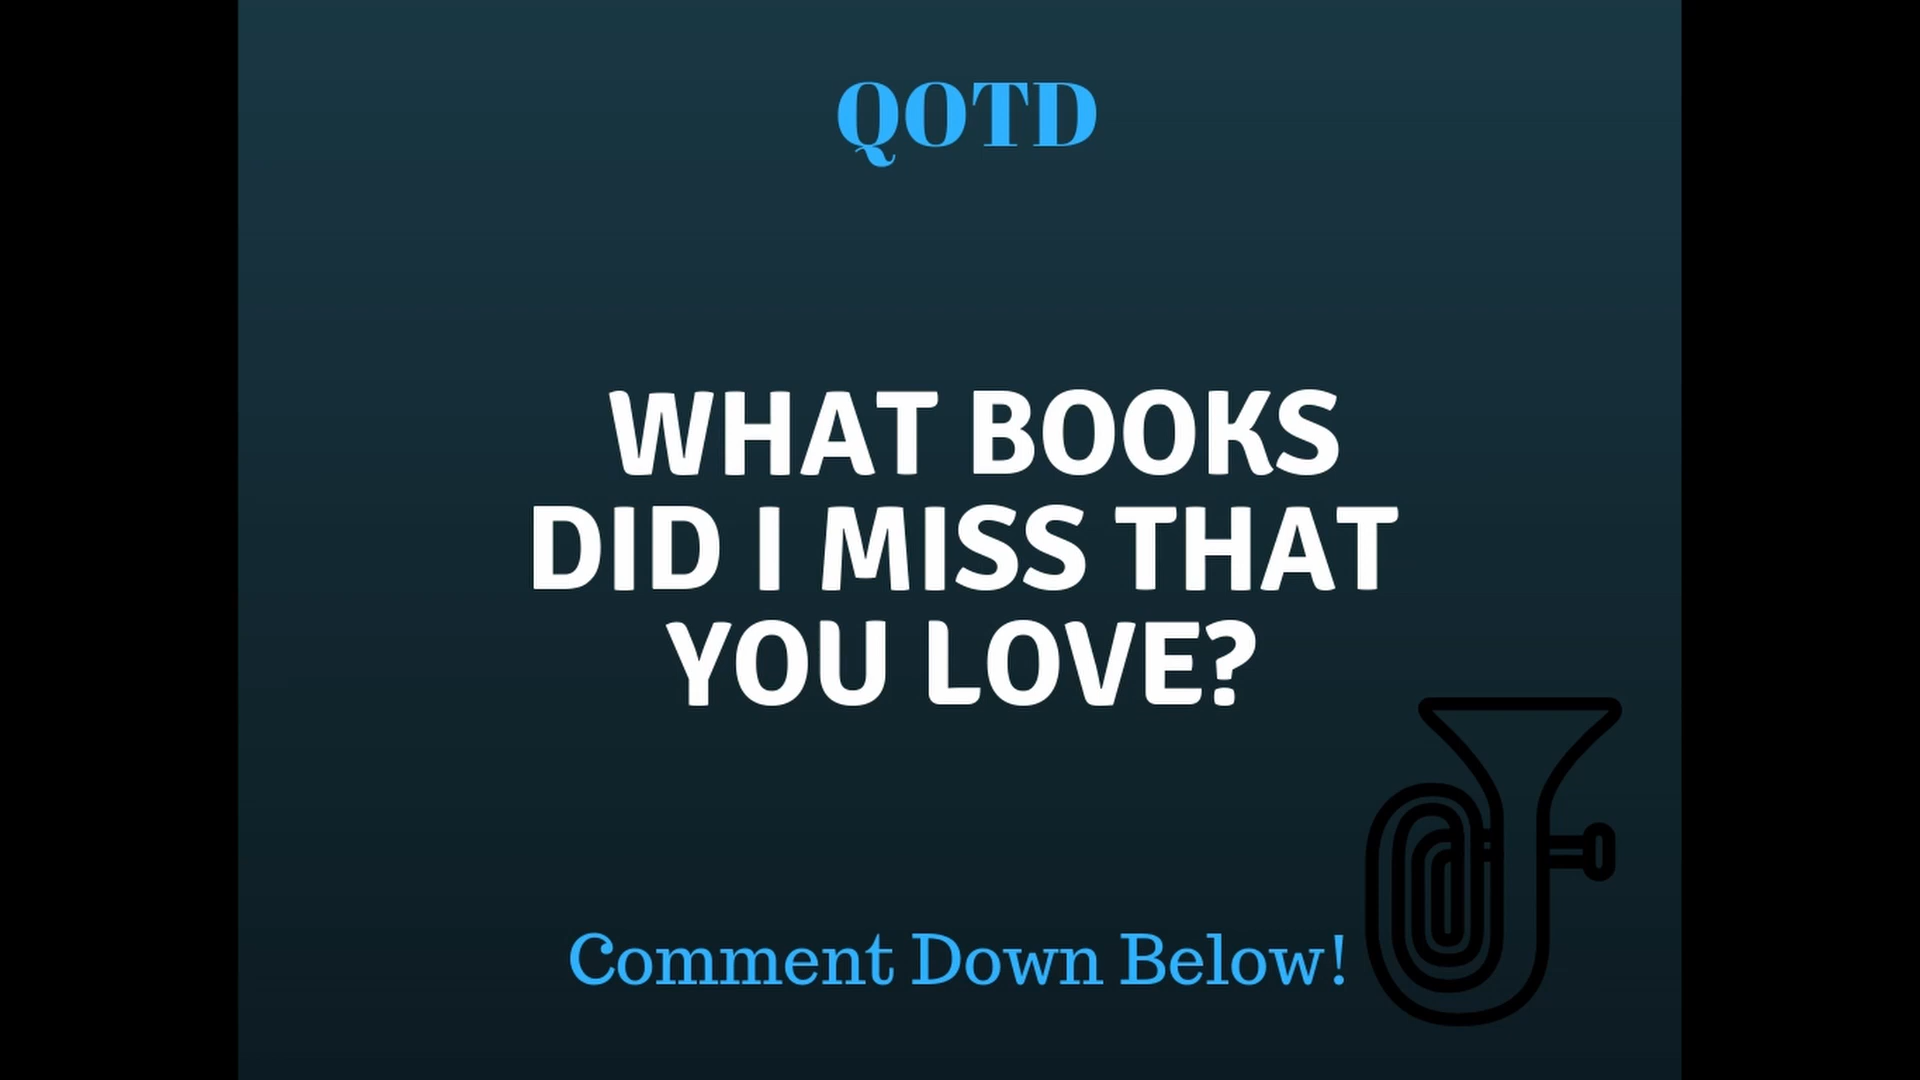 QOTD
WHAT BOOKS
DID I MISS THAT
YOU LOVE?
Comment Down Below!